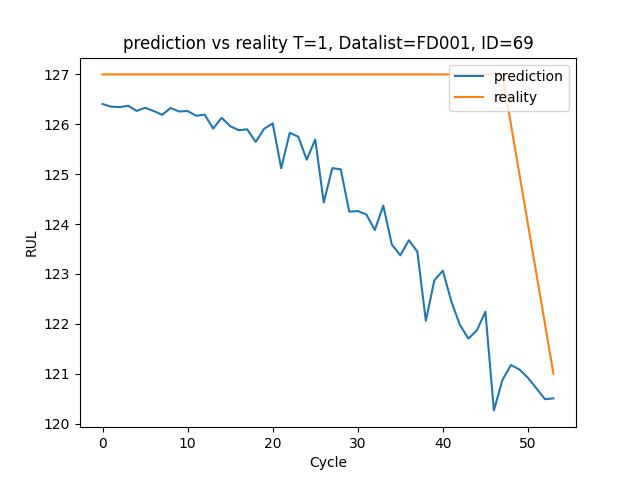 prediction vs reality T=1, Datalist=FD001, ID=69
prediction
reality
127
126
125
124
123
122
121
120
RUL
0 10 20 30 40 50
Cycle